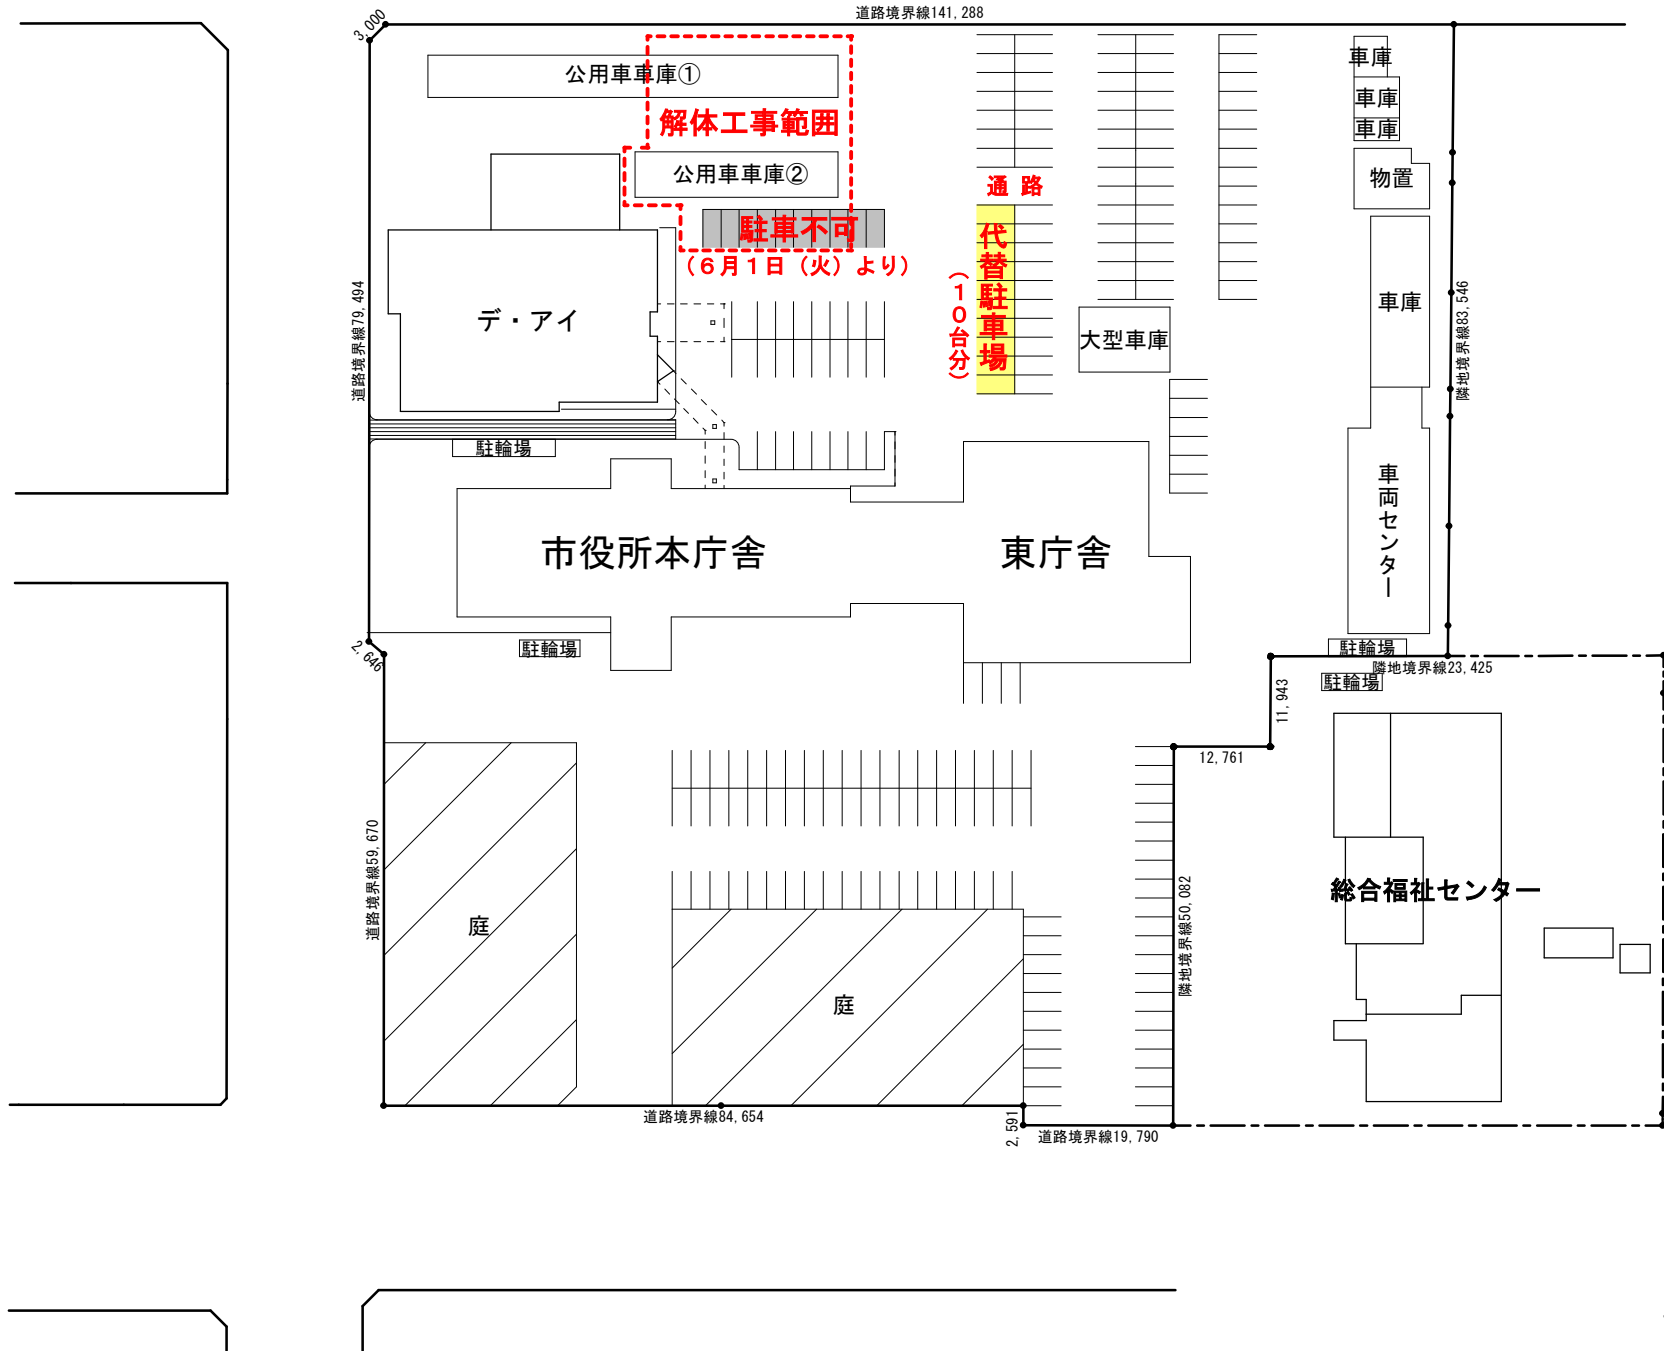 道路境界線141,288
3,000
公用車車庫①
解体工事範囲
公用車車庫②
駐車不可
（６月１日（火）より）
通 路
代替駐車場
（１０台分）
車庫
車庫
車庫
物置
車庫
大型車庫
デ・アイ
道路境界線79,494
隣地境界線83,546
駐輪場
市役所本庁舎
東庁舎
車両センター
駐輪場
2,646
駐輪場
隣地境界線23,425
駐輪場
11,943
12,761
道路境界線59,670
庭
庭
隣地境界線50,082
総合福祉センター
道路境界線84,654
2,591
道路境界線19,790